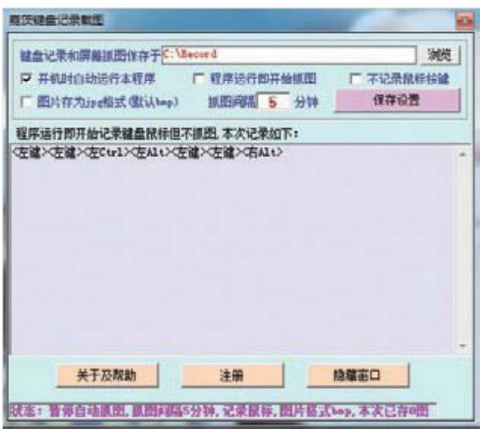 键盘记录截图
键盘记录和屏幕抓图保存于 C:\Record 浏览
开机时自动运行本程序 程序运行即开始抓图 不记录鼠标按键
图片存为jpg格式(默认bmp) 抓图间隔 5 分钟 保存设置
程序运行即开始记录键盘鼠标但不抓图,本次记录如下:
<左键><左键><左Ctrl><左Alt><左键><左键><右Alt>
关于及帮助 注册 隐藏窗口
状态: 暂停自动抓图,抓图间隔5分钟,记录鼠标,图片格式bmp,本次已存0图